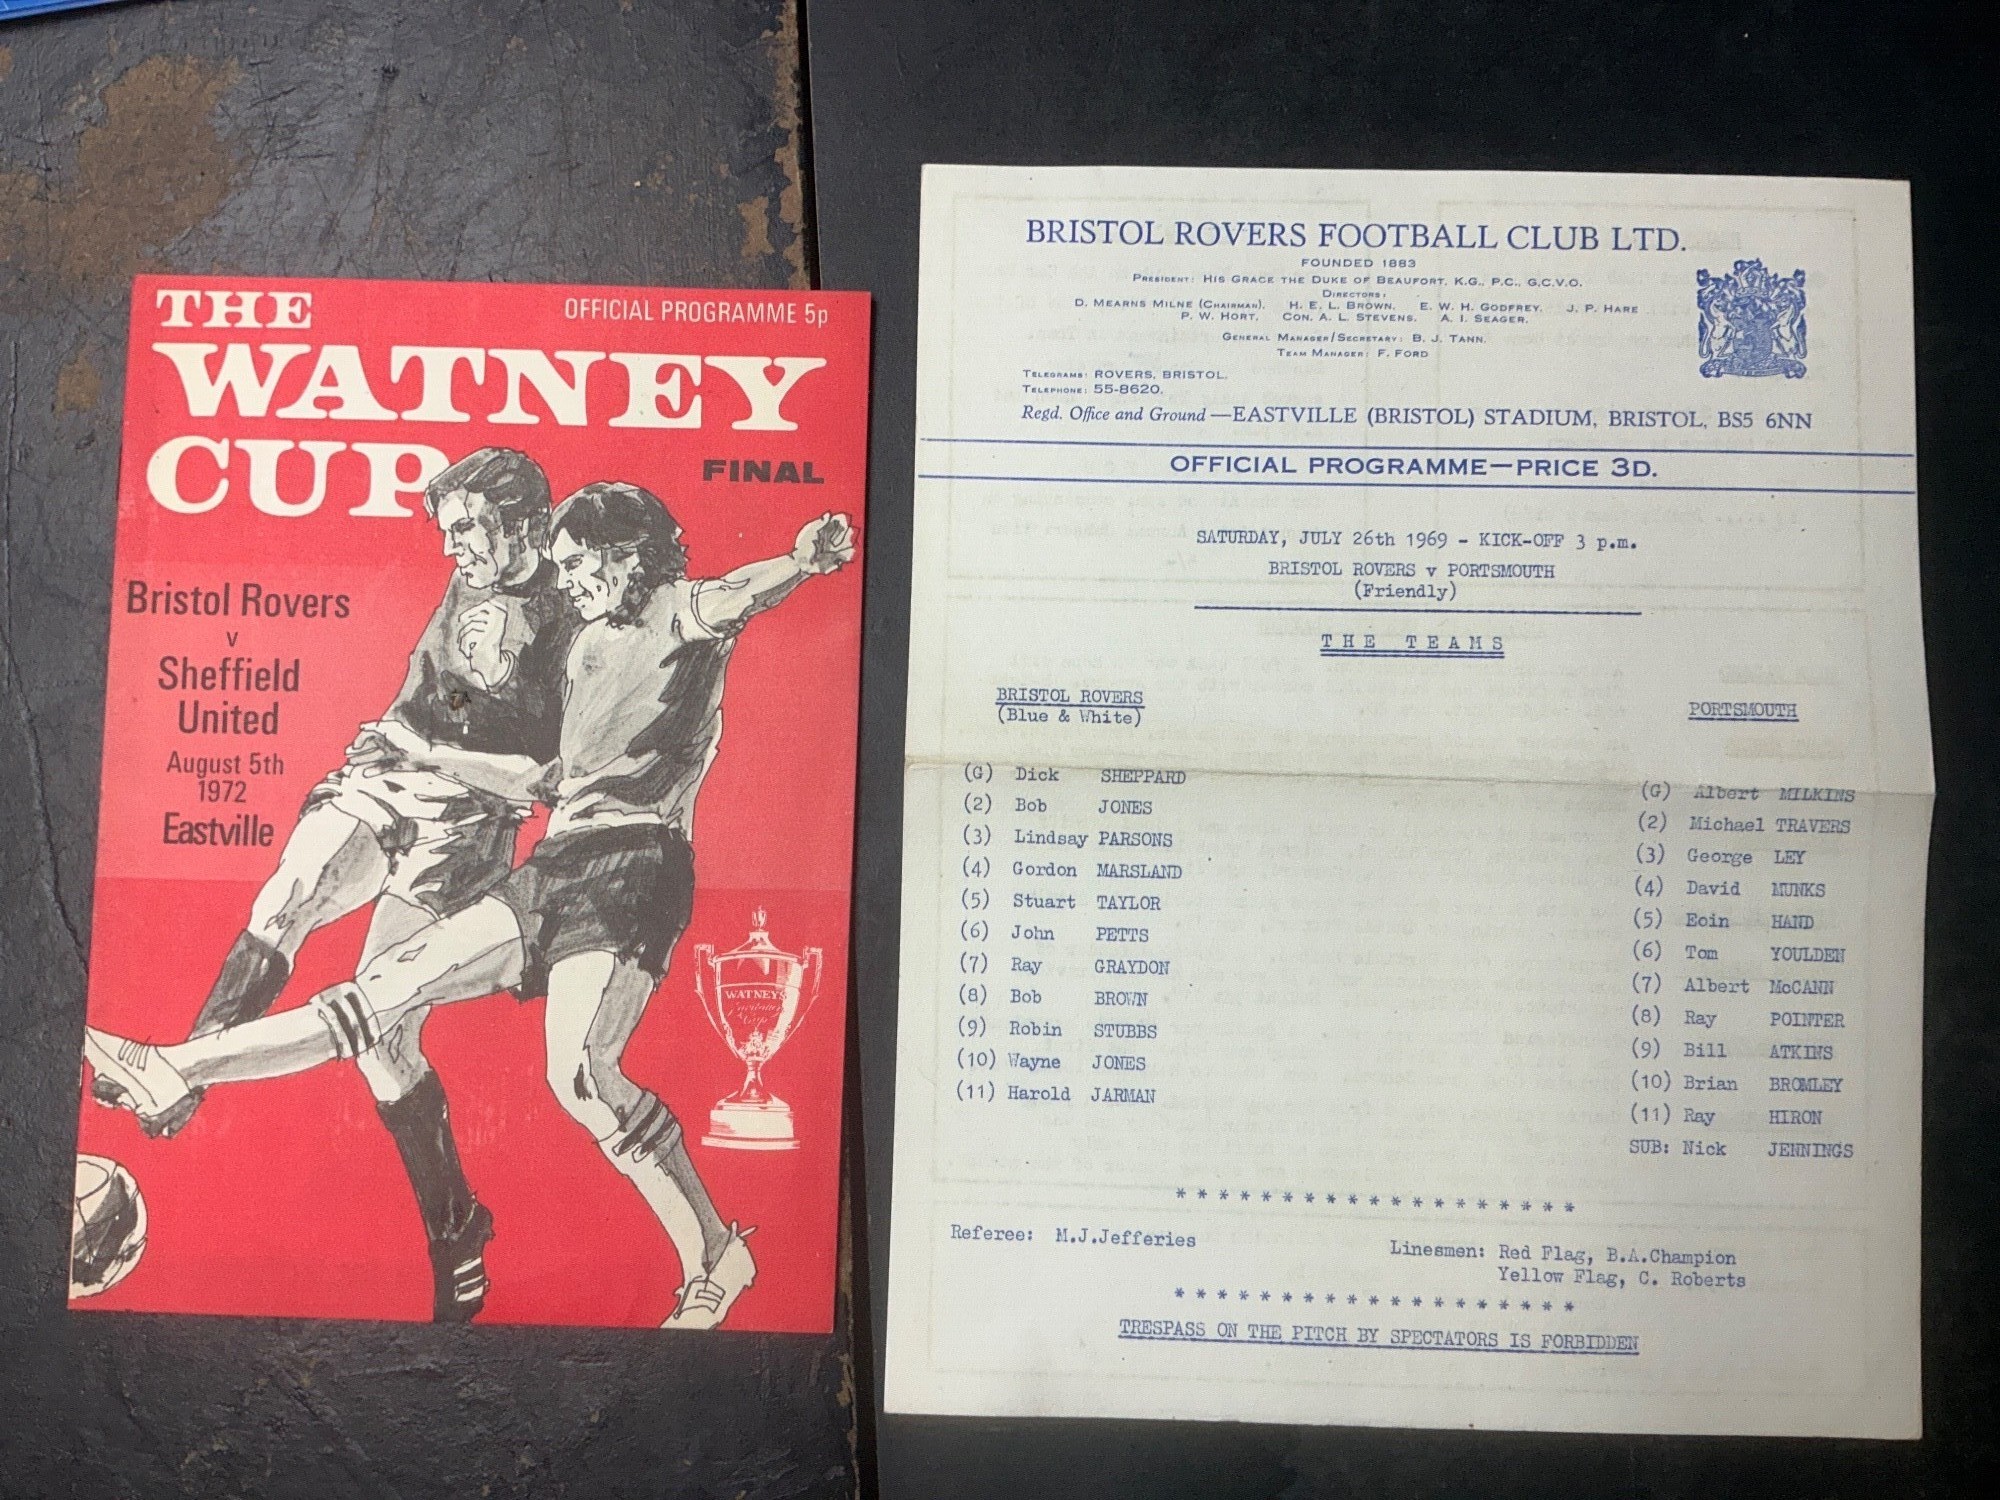 THE
OFFICIAL PROGRAMME 5p
WATNEY
CUP
FINAL
Bristol Rovers
v
Sheffield
United
August 5th
1972
Eastville
WATNEYS
BRISTOL ROVERS FOOTBALL CLUB LTD.
FOUNDED 1883
PRESIDENT: HIS GRACE THE DUKE OF BEAUFORT, K.G., P.C., G.C.V.O.
DIRECTORS:
D. MEARNS MILNE (CHAIRMAN). H. E. L. BROWN. E. W. H. GODFREY. J. P. HARE
P. W. HORT. CON. A. L. STEVENS. A. I. SEAGER.
GENERAL MANAGER/SECRETARY: B. J. TANN.
TEAM MANAGER: F. FORD
TELEGRAMS: ROVERS, BRISTOL.
TELEPHONE: 55-8620.
Regd. Office and Ground—EASTVILLE (BRISTOL) STADIUM, BRISTOL, BS5 6NN
OFFICIAL PROGRAMME—PRICE 3D.
SATURDAY, JULY 26th 1969 - KICK-OFF 3 p.m.
BRISTOL ROVERS v PORTSMOUTH
(Friendly)
THE TEAMS
BRISTOL ROVERS
(Blue & White)
(G) Dick SHEPPARD
(2) Bob JONES
(3) Lindsay PARSONS
(4) Gordon MARSLAND
(5) Stuart TAYLOR
(6) John PETTS
(7) Ray GRAYDON
(8) Bob BROWN
(9) Robin STUBBS
(10) Wayne JONES
(11) Harold JARMAN
PORTSMOUTH
(G) Albert MILKINS
(2) Michael TRAVERS
(3) George LEY
(4) David MUNKS
(5) Eoin HAND
(6) Tom YOULDEN
(7) Albert McCANN
(8) Ray POINTER
(9) Bill ATKINS
(10) Brian BROMLEY
(11) Ray HIRON
SUB: Nick JENNINGS
* * * * * * * * * * * * * * * * * * *
Referee: M.J.Jefferies
Linesmen: Red Flag, B.A.Champion
Yellow Flag, C. Roberts
* * * * * * * * * * * * * * * * * * *
TRESPASS ON THE PITCH BY SPECTATORS IS FORBIDDEN